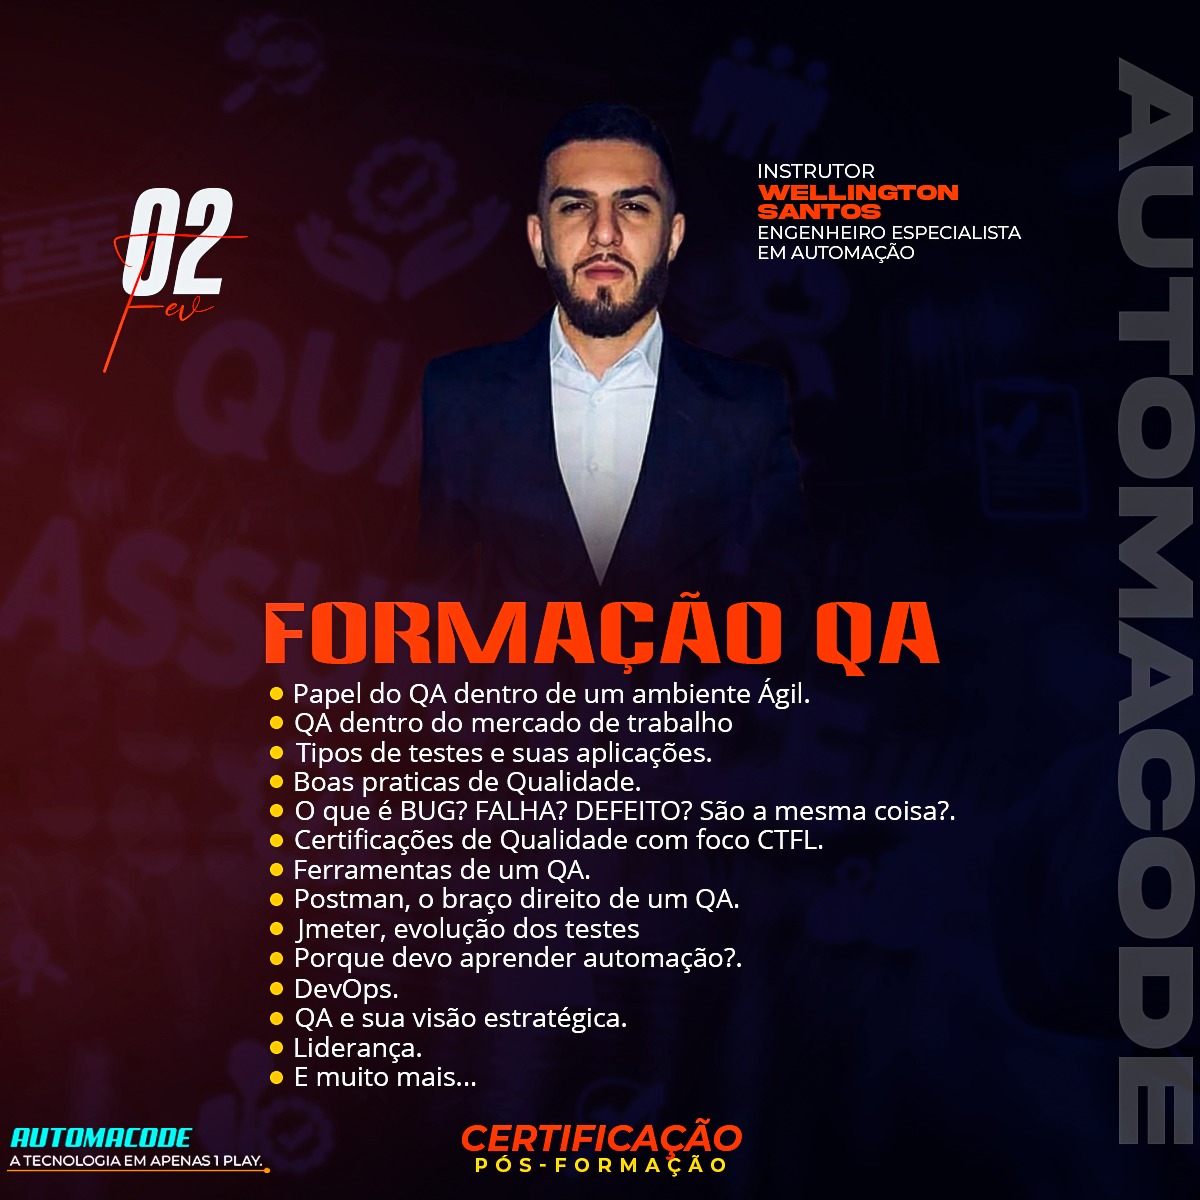 02
Fev
INSTRUTOR
WELLINGTON
SANTOS
ENGENHEIRO ESPECIALISTA
EM AUTOMAÇÃO
AUTOMACODE
QUA
ASSU
FORMAÇÃO QA
Papel do QA dentro de um ambiente Ágil.
QA dentro do mercado de trabalho
Tipos de testes e suas aplicações.
Boas praticas de Qualidade.
O que é BUG? FALHA? DEFEITO? São a mesma coisa?.
Certificações de Qualidade com foco CTFL.
Ferramentas de um QA.
Postman, o braço direito de um QA.
Jmeter, evolução dos testes
Porque devo aprender automação?.
DevOps.
QA e sua visão estratégica.
Liderança.
E muito mais...
AUTOMACODE
A TECNOLOGIA EM APENAS 1 PLAY.
CERTIFICAÇÃO
PÓS-FORMAÇÃO